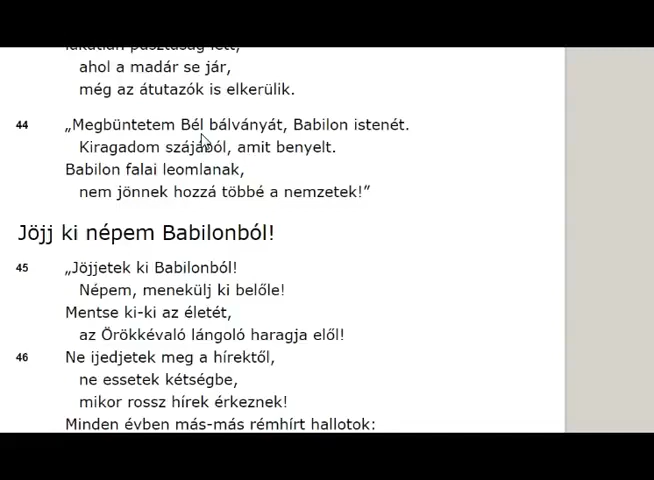 lakatlan pusztaság lett,
ahol a madár se jár,
még az átutazók is elkerülik.
44 „Megbüntetem Bél bálványát, Babilon istenét.
Kiragadom szájából, amit benyelt.
Babilon falai leomlanak,
nem jönnek hozzá többé a nemzetek!”
Jöjj ki népem Babilonból!
45 „Jöjjetek ki Babilonból!
Népem, menekülj ki belőle!
Mentse ki-ki az életét,
az Örökkévaló lángoló haragja elől!
46 Ne ijedjetek meg a hírektől,
ne essetek kétségbe,
mikor rossz hírek érkeznek!
Minden évben más-más rémhírt hallotok: